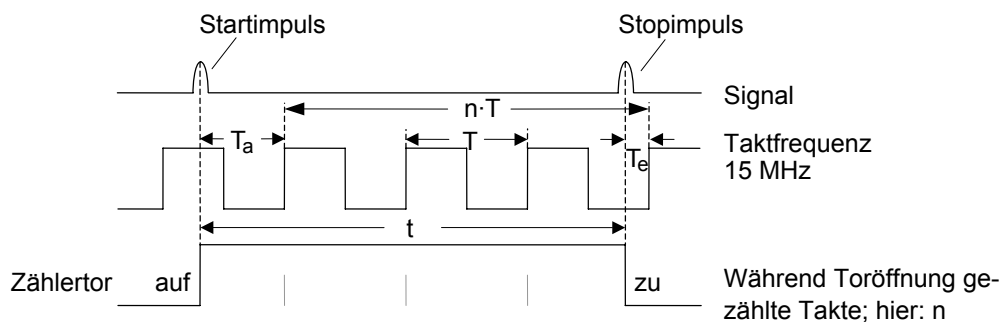 Startimpuls
Stopimpuls
Signal
n·T
Ta
T
Te
Taktfrequenz
15 MHz
t
Zählertor
auf
zu
Während Toröffnung ge-
zählte Takte; hier: n